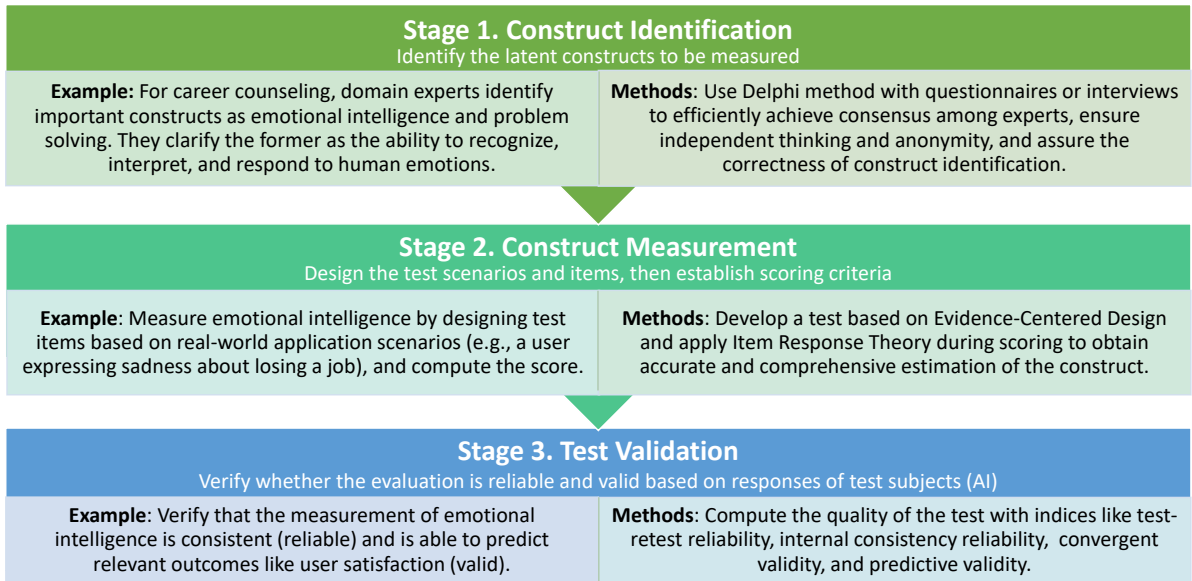 Stage 1. Construct Identification
Identify the latent constructs to be measured
Example: For career counseling, domain experts identify
important constructs as emotional intelligence and problem
solving. They clarify the former as the ability to recognize,
interpret, and respond to human emotions.
Methods: Use Delphi method with questionnaires or interviews
to efficiently achieve consensus among experts, ensure
independent thinking and anonymity, and assure the
correctness of construct identification.
Stage 2. Construct Measurement
Design the test scenarios and items, then establish scoring criteria
Example: Measure emotional intelligence by designing test
items based on real-world application scenarios (e.g., a user
expressing sadness about losing a job), and compute the score.
Methods: Develop a test based on Evidence-Centered Design
and apply Item Response Theory during scoring to obtain
accurate and comprehensive estimation of the construct.
Stage 3. Test Validation
Verify whether the evaluation is reliable and valid based on responses of test subjects (AI)
Example: Verify that the measurement of emotional
intelligence is consistent (reliable) and is able to predict
relevant outcomes like user satisfaction (valid).
Methods: Compute the quality of the test with indices like test-
retest reliability, internal consistency reliability, convergent
validity, and predictive validity.